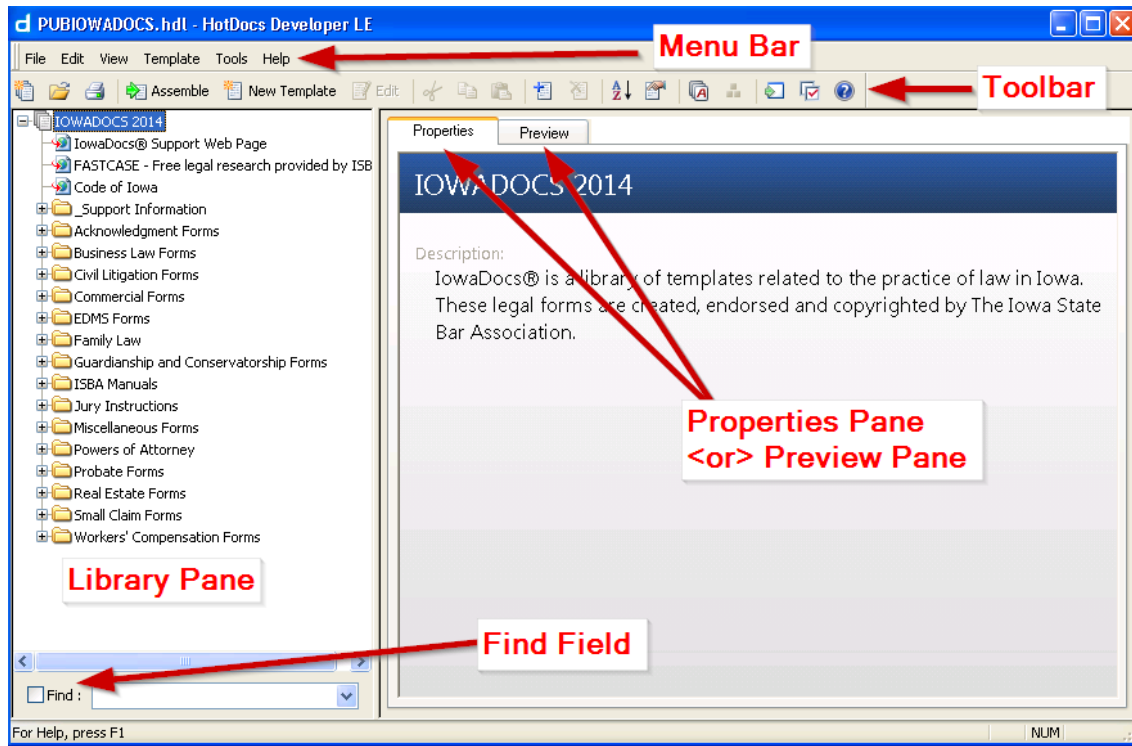 PUBIOWADOCS.hdl - HotDocs Developer LE
Menu Bar
File Edit View Template Tools Help
Assemble New Template Edit
Toolbar
IOWADOCS 2014
IowaDocs® Support Web Page
FASTCASE - Free legal research provided by ISB
Code of Iowa
_Support Information
Acknowledgment Forms
Business Law Forms
Civil Litigation Forms
Commercial Forms
EDMS Forms
Family Law
Guardianship and Conservatorship Forms
ISBA Manuals
Jury Instructions
Miscellaneous Forms
Powers of Attorney
Probate Forms
Real Estate Forms
Small Claim Forms
Workers' Compensation Forms
Library Pane
Find :
Properties Preview
IOWADOCS 2014
Description:
IowaDocs® is a library of templates related to the practice of law in Iowa.
These legal forms are created, endorsed and copyrighted by The Iowa State
Bar Association.
Properties Pane
<or> Preview Pane
Find Field
For Help, press F1
NUM